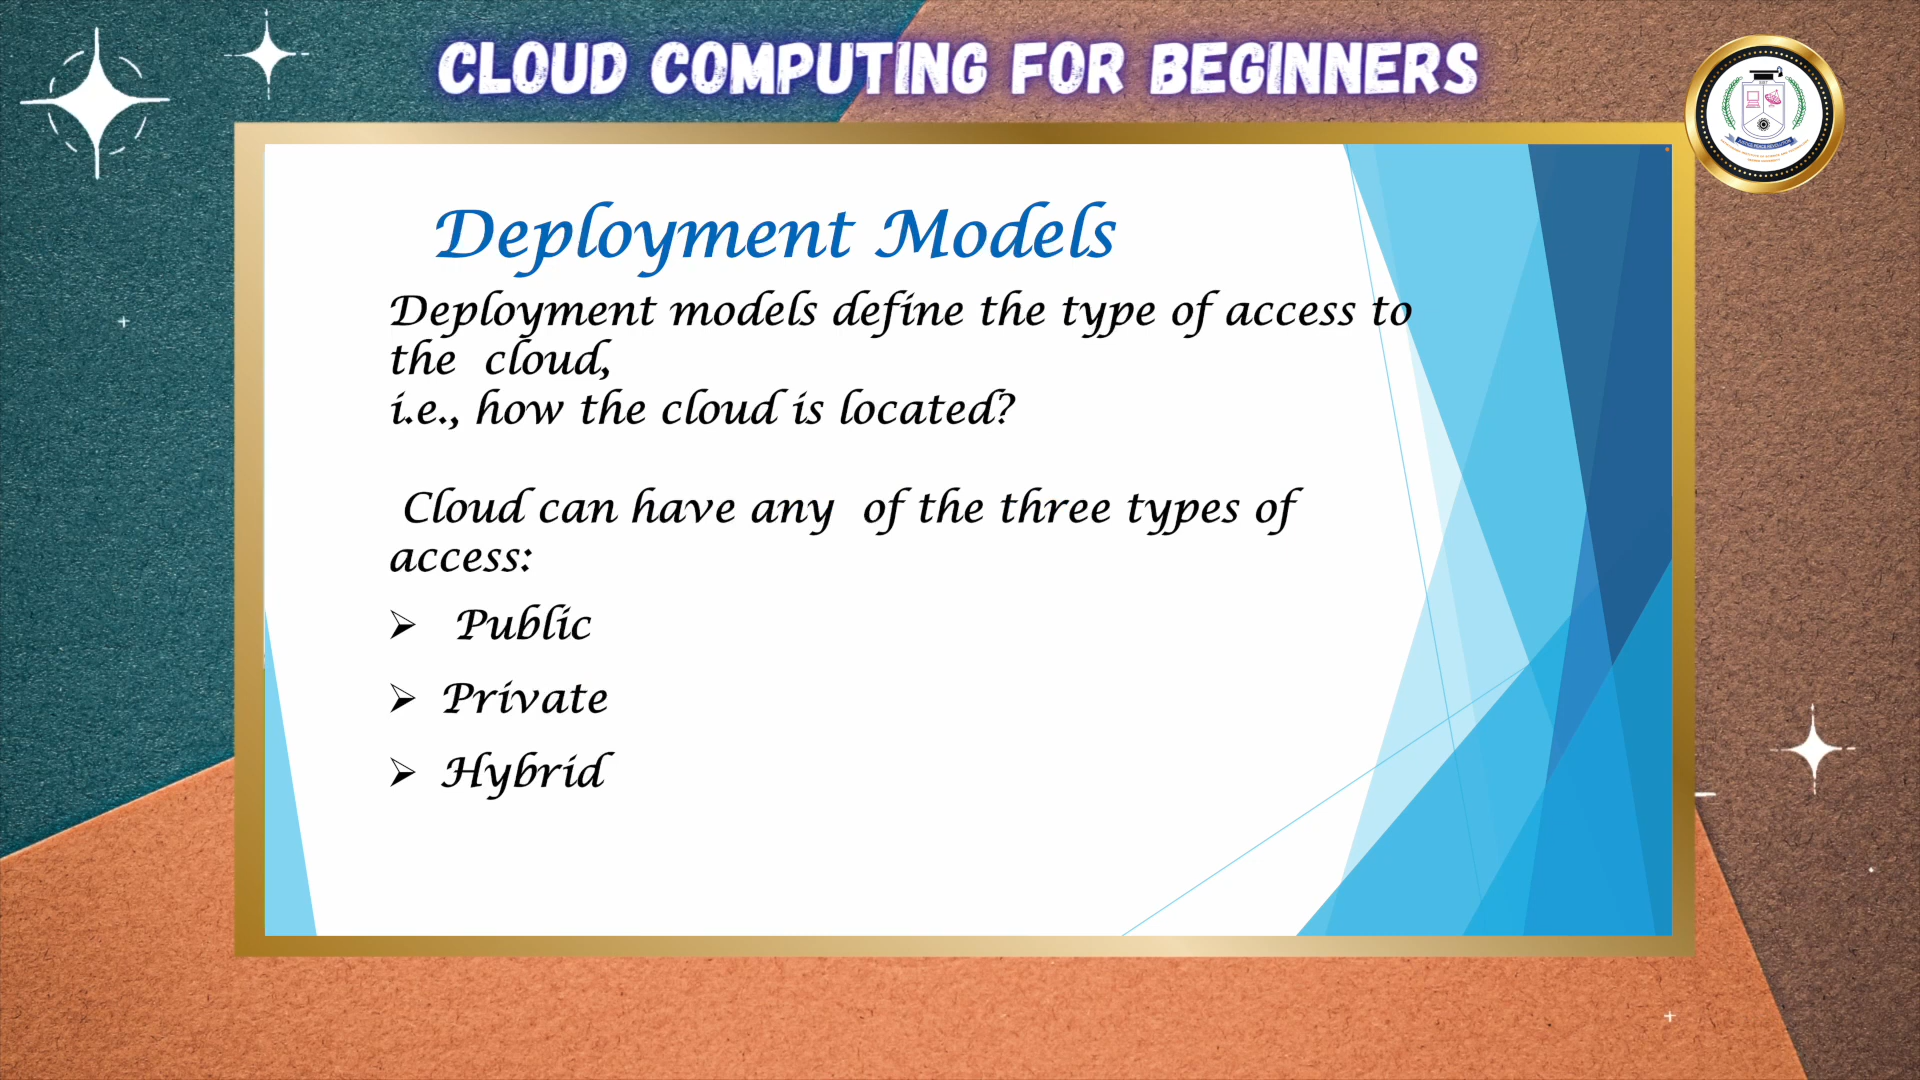 CLOUD COMPUTING FOR BEGINNERS
Deployment Models
Deployment models define the type of access to
the cloud,
i.e., how the cloud is located?
Cloud can have any of the three types of
access:
➢ Public
➢ Private
➢ Hybrid